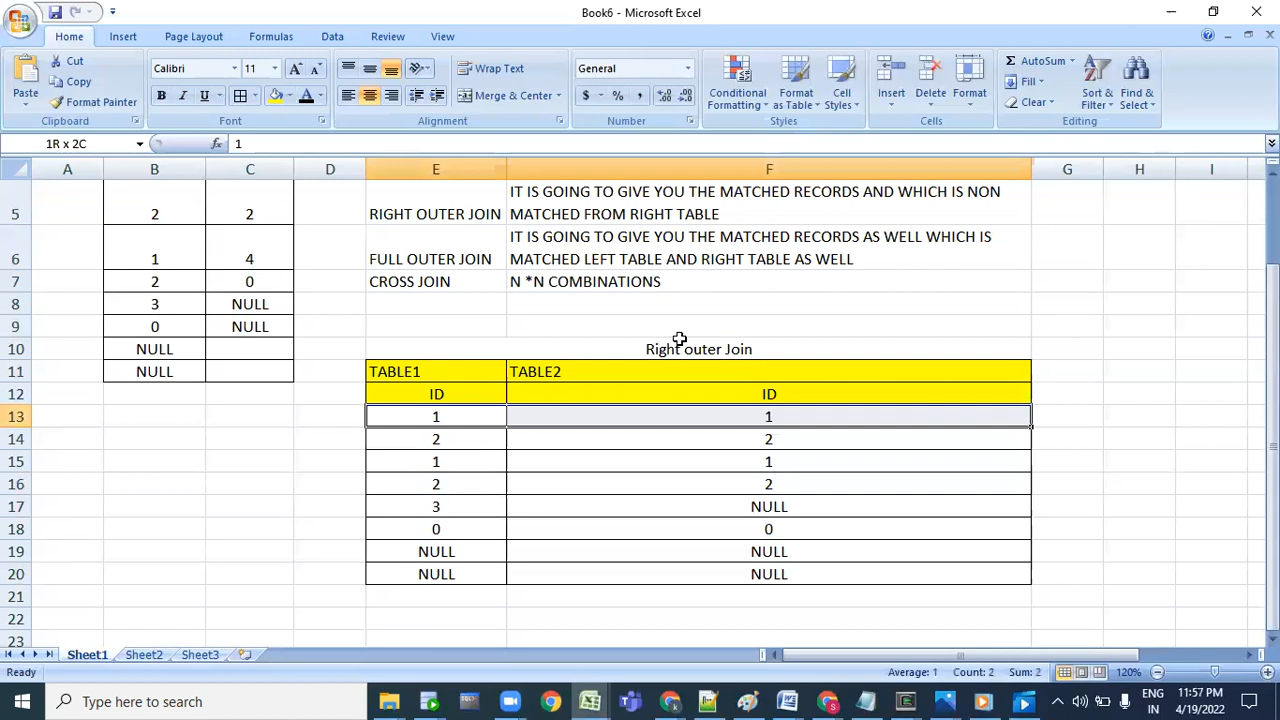 Book6 - Microsoft Excel
Home Insert Page Layout Formulas Data Review View
Paste
Cut
Copy
Format Painter
Clipboard
Calibri 11
B I U
Font
Wrap Text
Merge & Center
Alignment
General
$ % ,
Number
Conditional Formatting
Format as Table
Cell Styles
Styles
Insert Delete Format
Cells
AutoSum
Fill
Clear
Sort & Filter
Find & Select
Editing
1R x 2C fx 1
A B C D E F G H I
IT IS GOING TO GIVE YOU THE MATCHED RECORDS AND WHICH IS NON
5 2 2 RIGHT OUTER JOIN MATCHED FROM RIGHT TABLE
IT IS GOING TO GIVE YOU THE MATCHED RECORDS AS WELL WHICH IS
6 1 4 FULL OUTER JOIN MATCHED LEFT TABLE AND RIGHT TABLE AS WELL
7 2 0 CROSS JOIN N *N COMBINATIONS
8 3 NULL
9 0 NULL
10 NULL Right outer Join
11 NULL TABLE1 TABLE2
12 ID ID
13 1 1
14 2 2
15 1 1
16 2 2
17 3 NULL
18 0 0
19 NULL NULL
20 NULL NULL
21
22
23
Sheet1 Sheet2 Sheet3
Ready Average: 1 Count: 2 Sum: 2 120%
Type here to search
ENG
IN
11:57 PM
4/19/2022